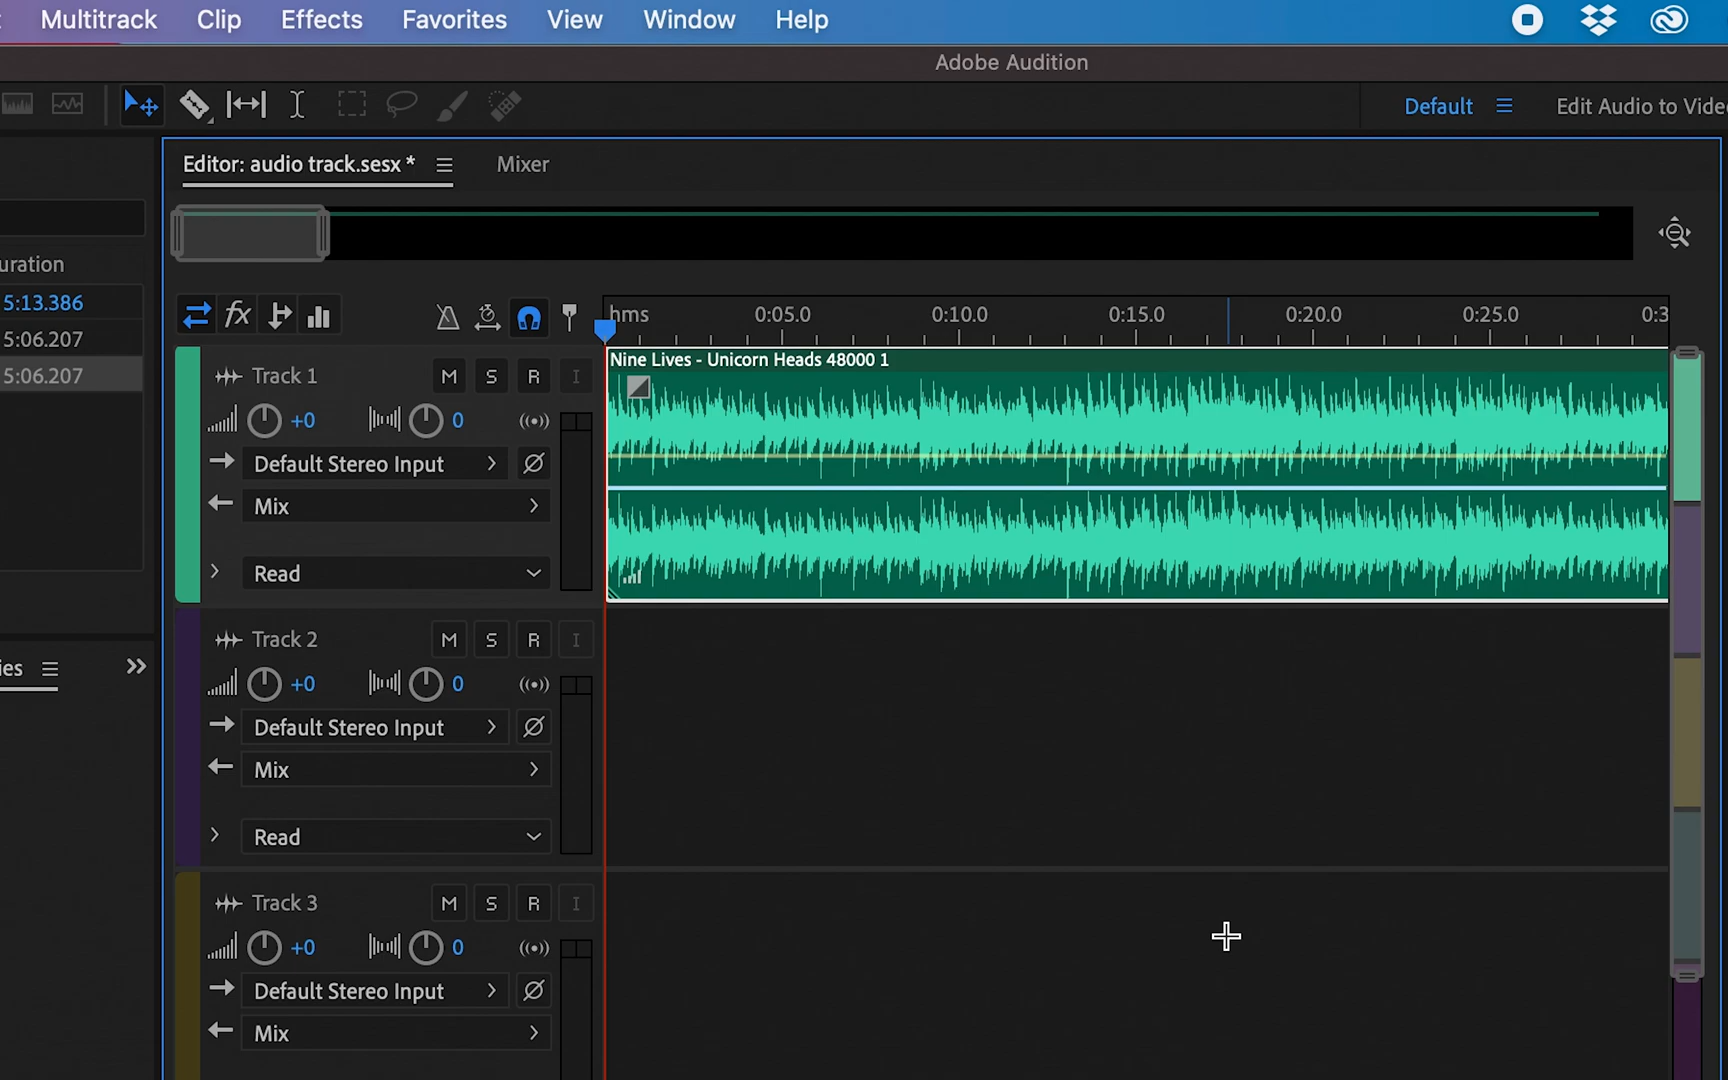 Multitrack Clip Effects Favorites View Window Help
Adobe Audition
Default Edit Audio to Vide
Editor: audio track.sesx * Mixer
uration
5:13.386
5:06.207
5:06.207
fx hms 0:05.0 0:10.0 0:15.0 0:20.0 0:25.0 0:3
Nine Lives - Unicorn Heads 48000 1
Track 1 M S R I
+0 0
Default Stereo Input
Mix
Read
Track 2 M S R I
ies
+0 0
Default Stereo Input
Mix
Read
Track 3 M S R I
+0 0
Default Stereo Input
Mix